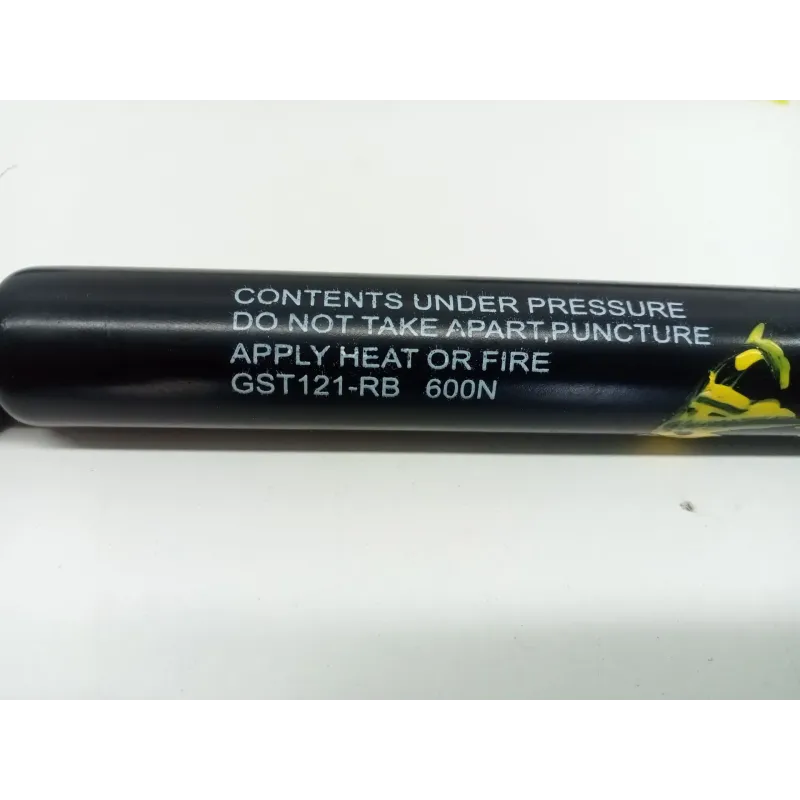 CONTENTS UNDER PRESSURE
DO NOT TAKE APART,PUNCTURE
APPLY HEAT OR FIRE
GST121-RB 600N